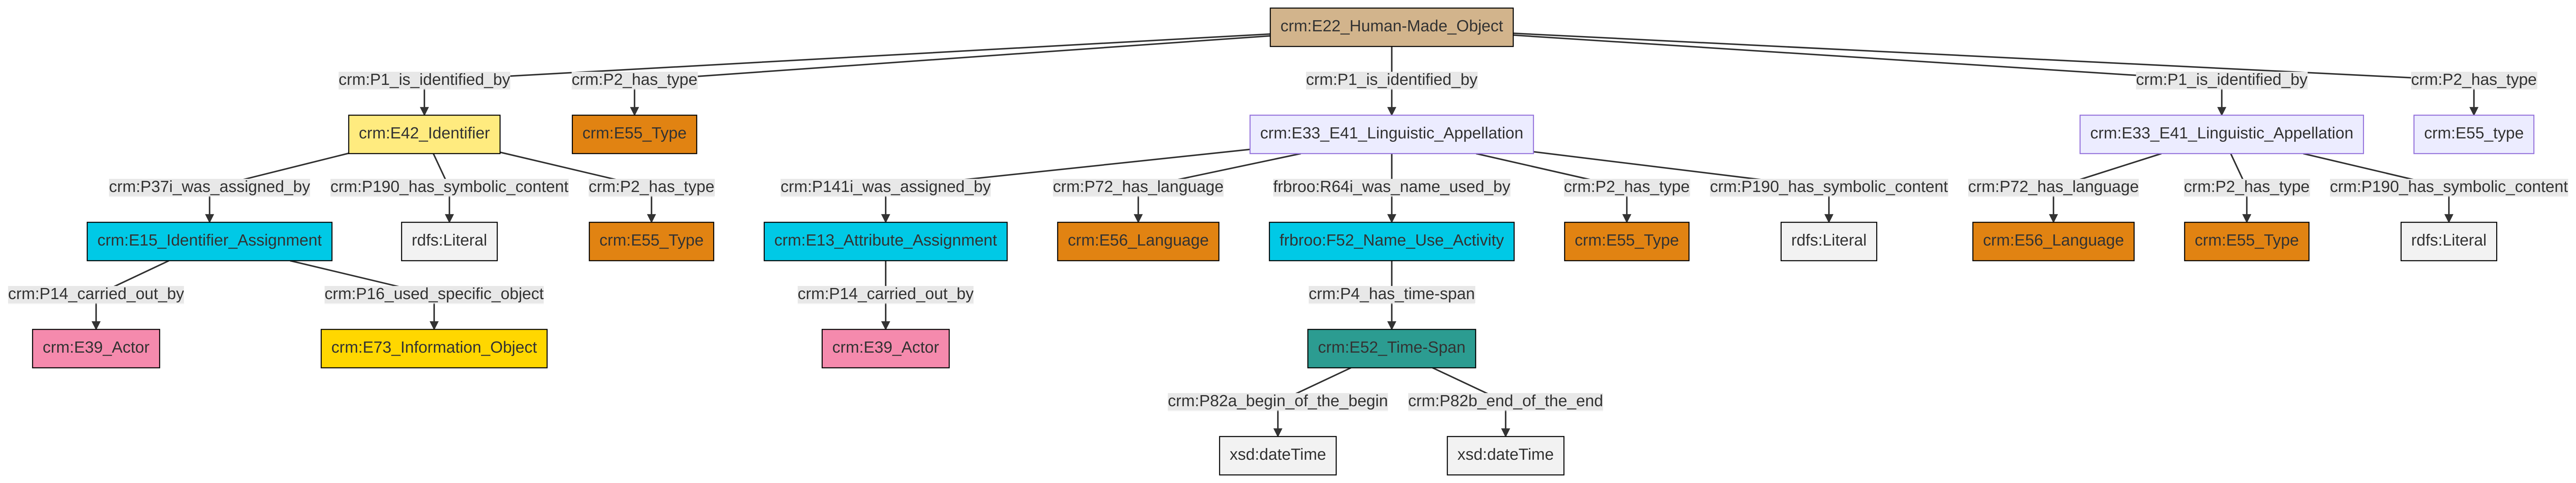 crm:E22_Human-Made_Object
crm:P1_is_identified_by
crm:P2_has_type
crm:P1_is_identified_by
crm:P1_is_identified_by
crm:P2_has_type
crm:E42_Identifier
crm:E55_Type
crm:E33_E41_Linguistic_Appellation
crm:E33_E41_Linguistic_Appellation
crm:E55_type
crm:P37i_was_assigned_by
crm:P190_has_symbolic_content
crm:P2_has_type
crm:P141i_was_assigned_by
crm:P72_has_language
frbroo:R64i_was_name_used_by
crm:P2_has_type
crm:P190_has_symbolic_content
crm:P72_has_language
crm:P2_has_type
crm:P190_has_symbolic_content
crm:E15_Identifier_Assignment
rdfs:Literal
crm:E55_Type
crm:E13_Attribute_Assignment
crm:E56_Language
frbroo:F52_Name_Use_Activity
crm:E55_Type
rdfs:Literal
crm:E56_Language
crm:E55_Type
rdfs:Literal
crm:P14_carried_out_by
crm:P16_used_specific_object
crm:P14_carried_out_by
crm:P4_has_time-span
crm:E39_Actor
crm:E73_Information_Object
crm:E39_Actor
crm:E52_Time-Span
crm:P82a_begin_of_the_begin
crm:P82b_end_of_the_end
xsd:dateTime
xsd:dateTime